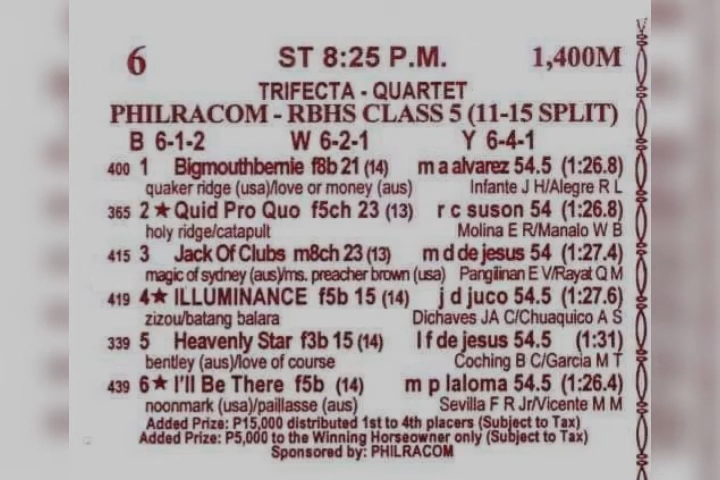 6 ST 8:25 P.M. 1,400M
TRIFECTA - QUARTET
PHILRACOM - RBHS CLASS 5 (11-15 SPLIT)
B 6-1-2 W 6-2-1 Y 6-4-1
400 1 Bigmouthbernie f8b 21 (14) m a alvarez 54.5 (1:26.8)
quaker ridge (usa)/love or money (aus) Infante J H/Alegre R L
365 2 ★ Quid Pro Quo f5ch 23 (13) r c suson 54 (1:26.8)
holy ridge/catapult Molina E R/Manalo W B
415 3 Jack Of Clubs m8ch 23 (13) m d de jesus 54 (1:27.4)
magic of sydney (aus)/ms. preacher brown (usa) Pangilinan E V/Rayat Q M
419 4★ ILLUMINANCE f5b 15 (14) j d juco 54.5 (1:27.6)
zizou/batang balara Dichaves JA C/Chuaquico A S
339 5 Heavenly Star f3b 15 (14) l f de jesus 54.5 (1:31)
bentley (aus)/love of course Coching B C/Garcia M T
439 6★ I'll Be There f5b (14) m p laloma 54.5 (1:26.4)
noonmark (usa)/paillasse (aus) Sevilla F R Jr/Vicente M M
Added Prize: P15,000 distributed 1st to 4th placers (Subject to Tax)
Added Prize: P5,000 to the Winning Horseowner only (Subject to Tax)
Sponsored by: PHILRACOM